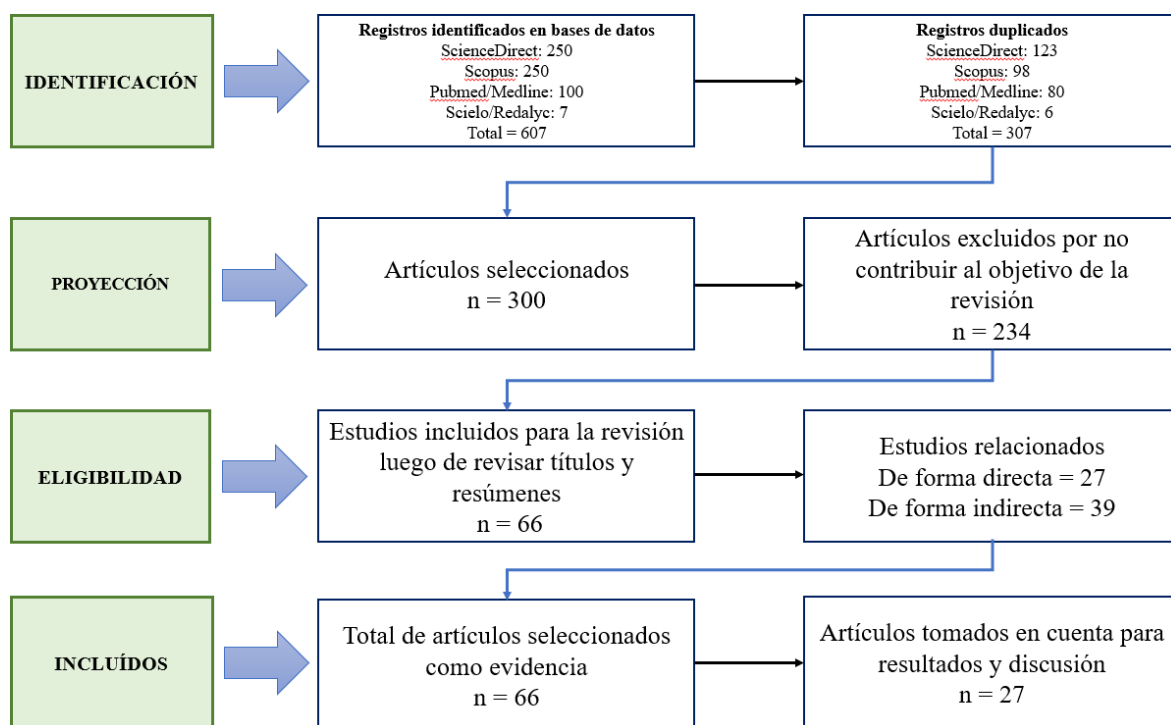 IDENTIFICACIÓN
Registros identificados en bases de datos
ScienceDirect: 250
Scopus: 250
Pubmed/Medline: 100
Scielo/Redalyc: 7
Total = 607
Registros duplicados
ScienceDirect: 123
Scopus: 98
Pubmed/Medline: 80
Scielo/Redalyc: 6
Total = 307
PROYECCIÓN
Artículos seleccionados
n = 300
Artículos excluidos por no
contribuir al objetivo de la
revisión
n = 234
ELIGIBILIDAD
Estudios incluidos para la revisión
luego de revisar títulos y
resúmenes
n = 66
Estudios relacionados
De forma directa = 27
De forma indirecta = 39
INCLUÍDOS
Total de artículos seleccionados
como evidencia
n = 66
Artículos tomados en cuenta para
resultados y discusión
n = 27